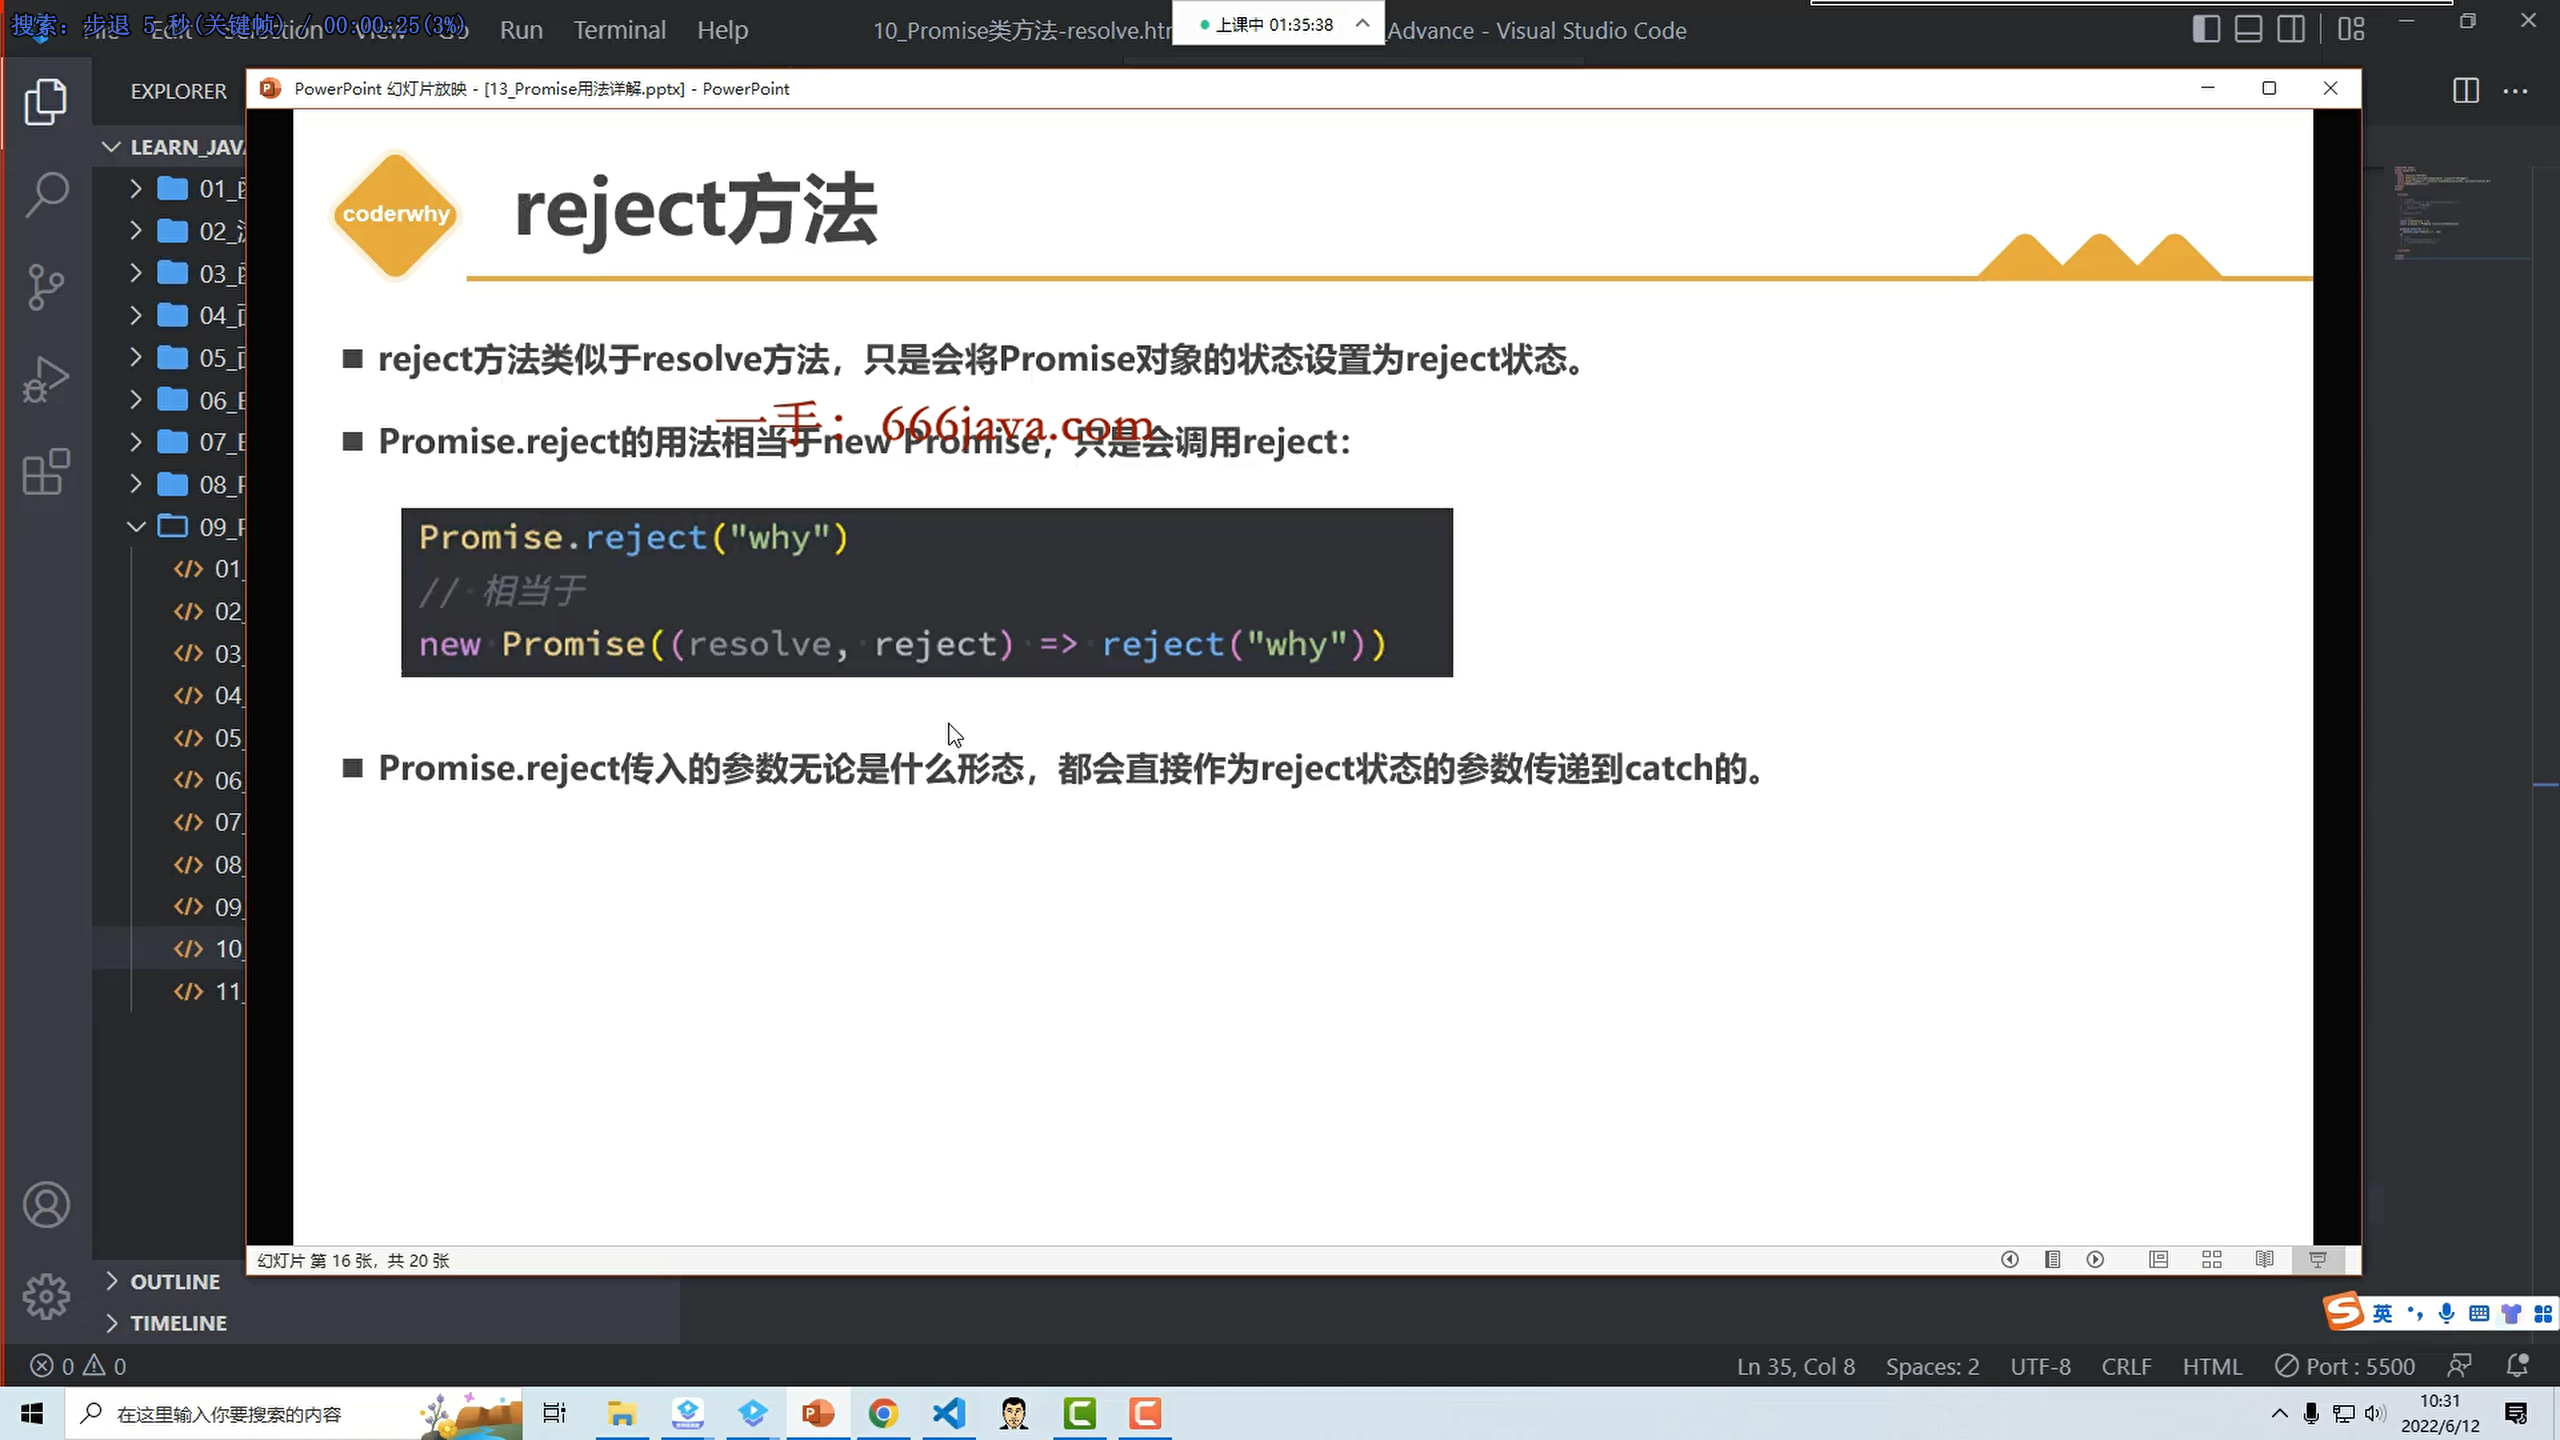 搜索: 步退 5 秒(关键帧) / 00:00:25(3%)
Run Terminal Help
10_Promise类方法-resolve.htm
上课中 01:35:38
Advance - Visual Studio Code
EXPLORER
PowerPoint 幻灯片放映 - [13_Promise用法详解.pptx] - PowerPoint
LEARN_JAVA
01_
02_
03_
04_
05_
06_
07_
08_
09_
01_
02_
03_
04_
05_
06_
07_
08_
09_
10_
11_
coderwhy
reject方法
reject方法类似于resolve方法，只是会将Promise对象的状态设置为reject状态。
一手：666java.com
Promise.reject的用法相当于new Promise，只是会调用reject：
Promise.reject("why")
// 相当于
new Promise((resolve, reject) => reject("why"))
Promise.reject传入的参数无论是什么形态，都会直接作为reject状态的参数传递到catch的。
幻灯片 第 16 张，共 20 张
OUTLINE
TIMELINE
英
0 0
Ln 35, Col 8 Spaces: 2 UTF-8 CRLF HTML Port : 5500
在这里输入你要搜索的内容
10:31
2022/6/12